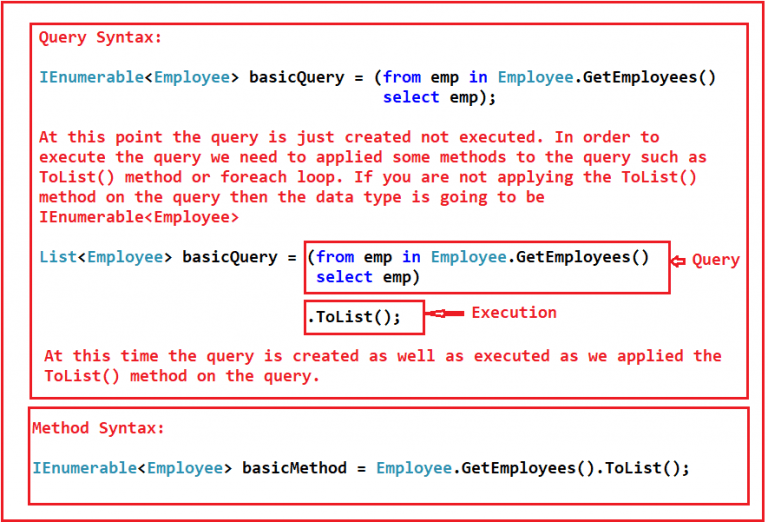 Query Syntax:
IEnumerable<Employee> basicQuery = (from emp in Employee.GetEmployees()
select emp);
At this point the query is just created not executed. In order to
execute the query we need to applied some methods to the query such as
ToList() method or foreach loop. If you are not applying the ToList()
method on the query then the data type is going to be
IEnumerable<Employee>
List<Employee> basicQuery = (from emp in Employee.GetEmployees()
Query
select emp)
.ToList();
Execution
At this time the query is created as well as executed as we applied the
ToList() method on the query.
Method Syntax:
IEnumerable<Employee> basicMethod = Employee.GetEmployees().ToList();